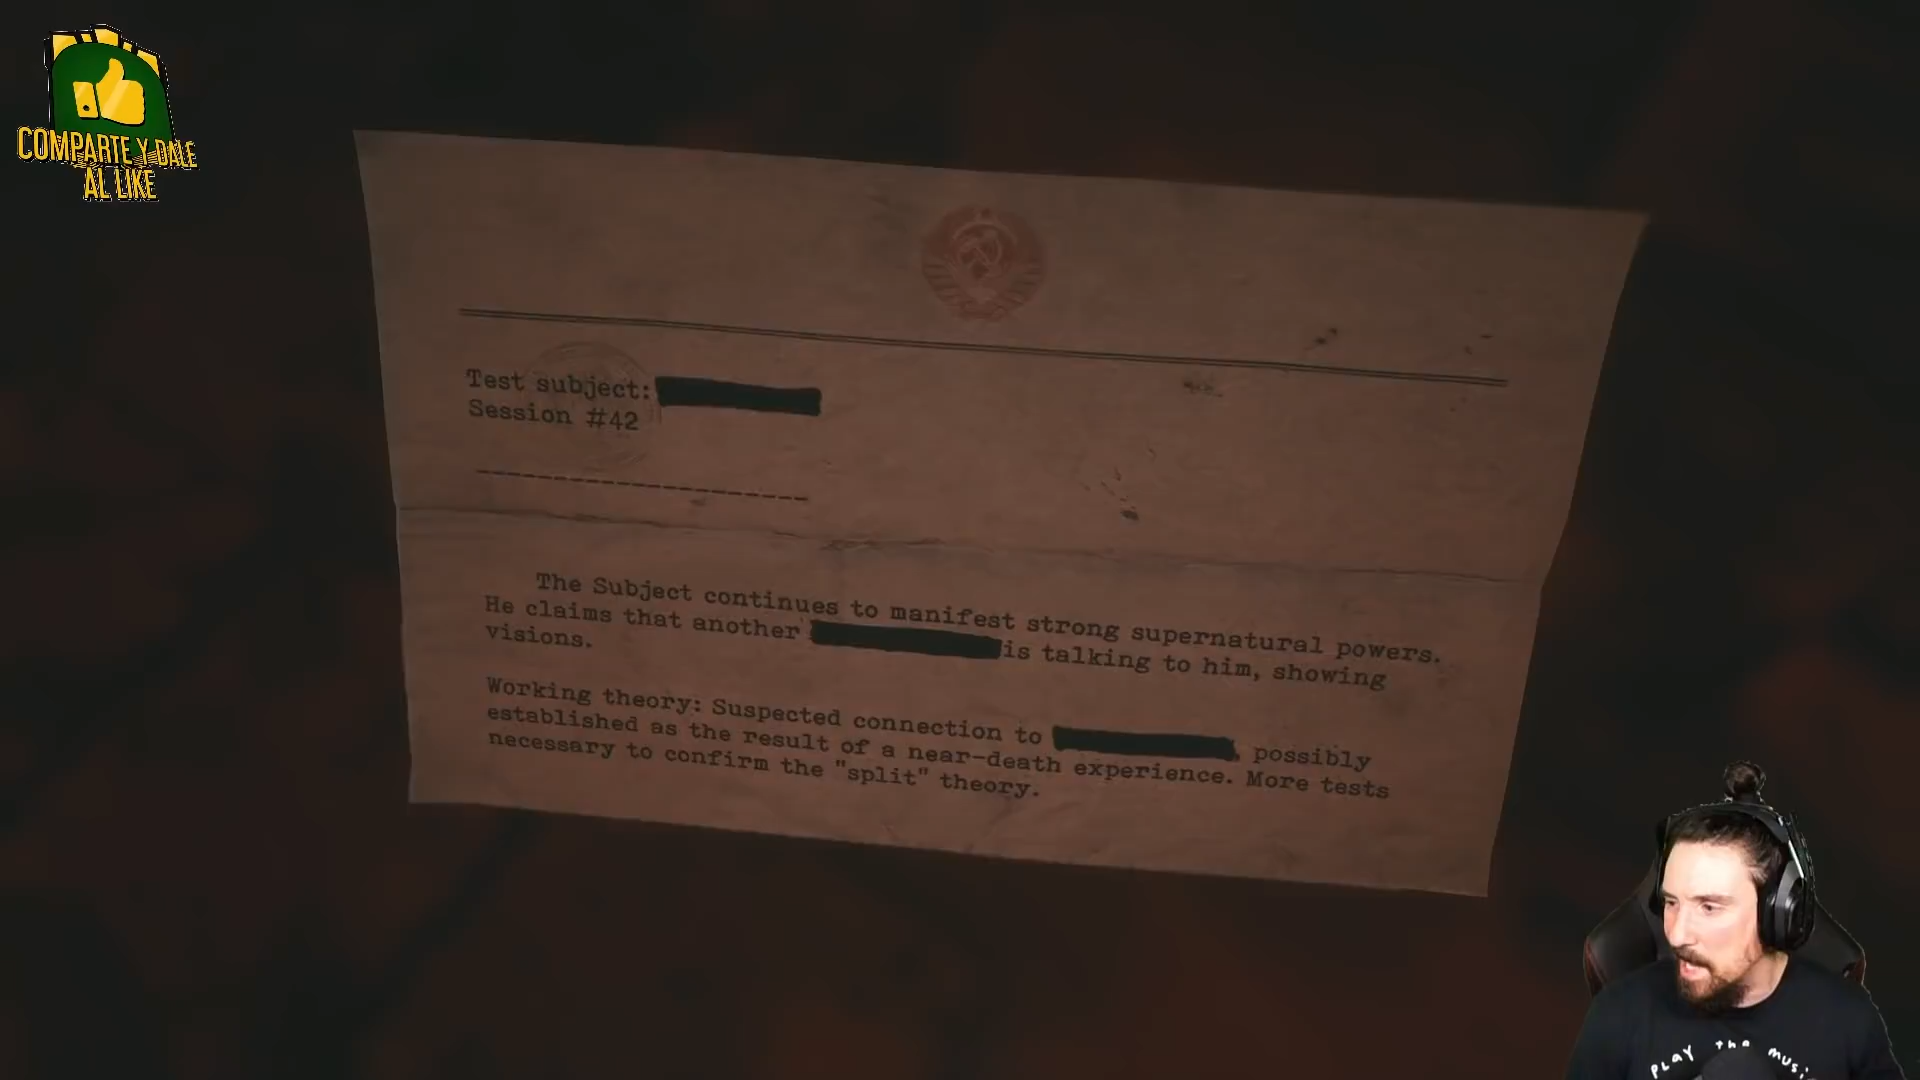 COMPARTE Y DALE
AL LIKE
Test subject:
Session #42
The Subject continues to manifest strong supernatural powers.
He claims that another is talking to him, showing
visions.
Working theory: Suspected connection to possibly
established as the result of a near-death experience. More tests
necessary to confirm the "split" theory.
PLAY THE MUSIC